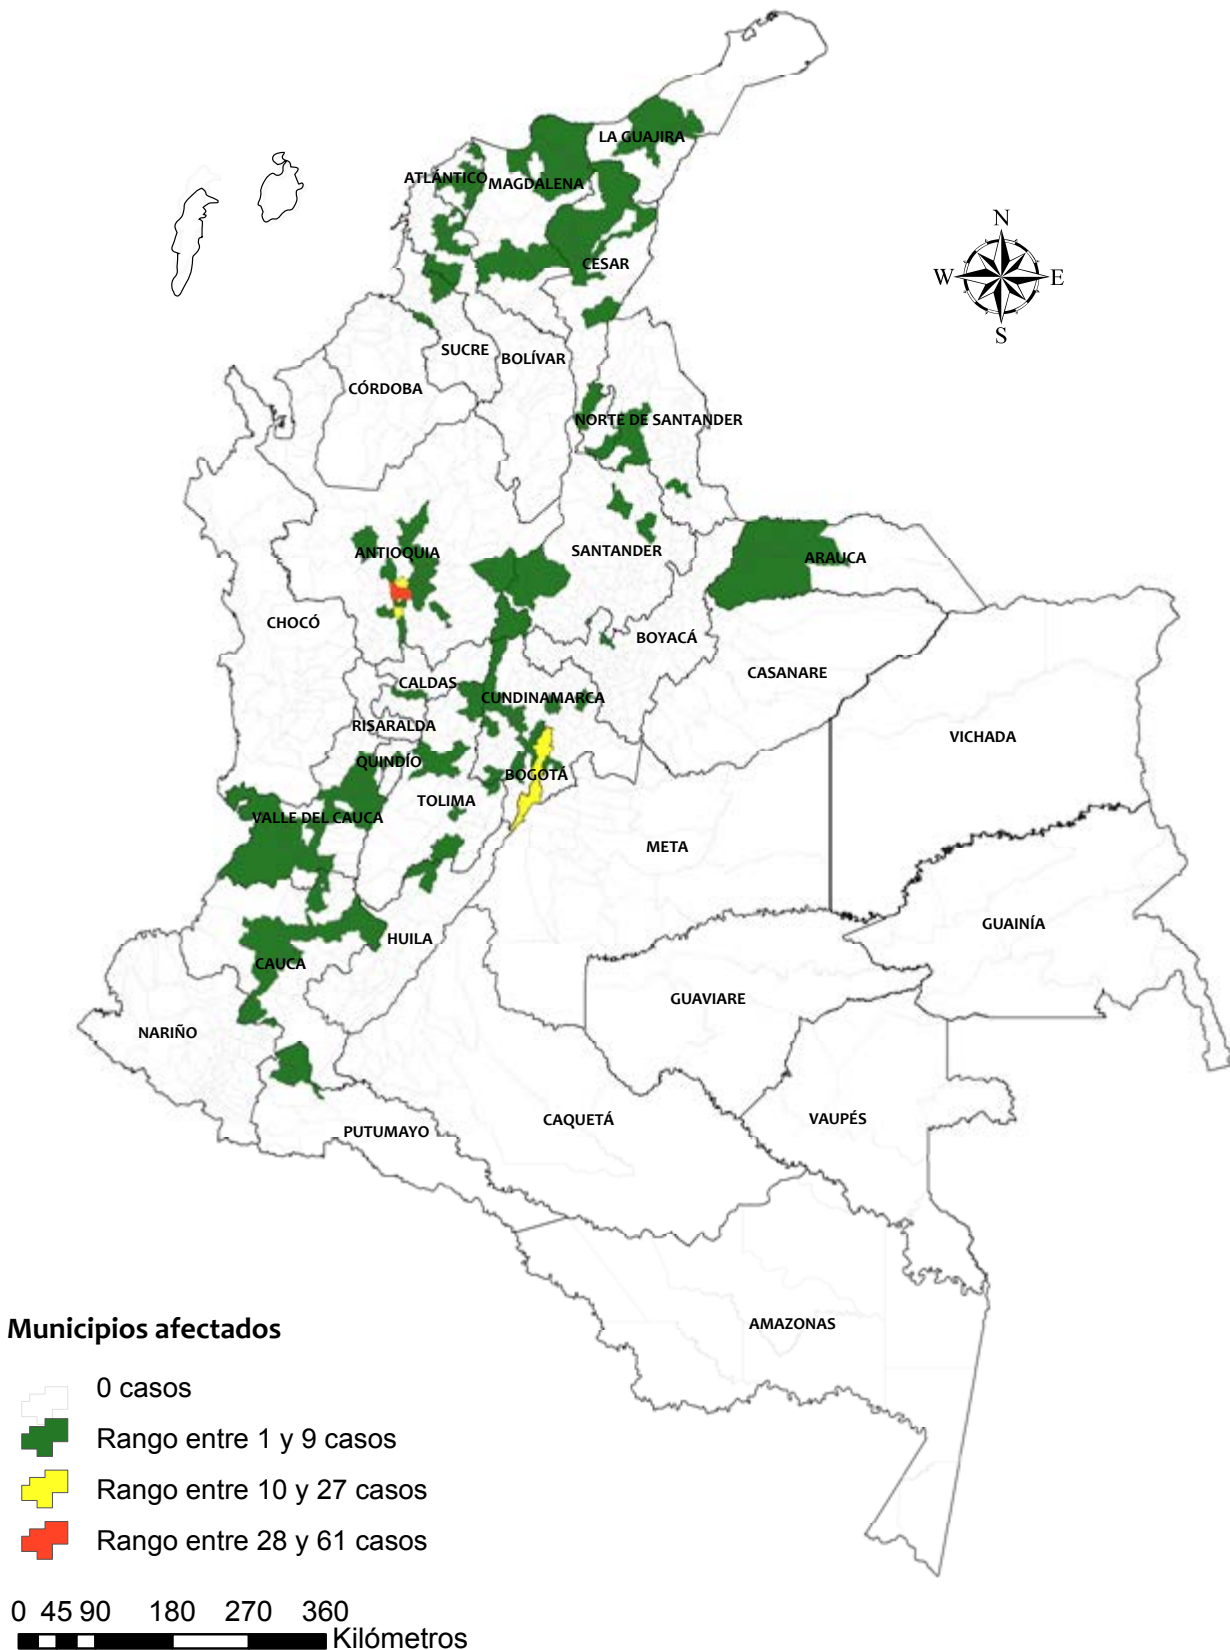 LA GUAJIRA
ATLÁNTICO
MAGDALENA
N
W
E
S
CESAR
SUCRE
BOLÍVAR
CÓRDOBA
NORTE DE SANTANDER
ANTIOQUIA
SANTANDER
ARAUCA
CHOCÓ
BOYACÁ
CASANARE
CALDAS
CUNDINAMARCA
RISARALDA
VICHADA
QUINDÍO
BOGOTÁ
TOLIMA
VALLE DEL CAUCA
META
GUAINÍA
HUILA
CAUCA
GUAVIARE
NARIÑO
CAQUETÁ
VAUPÉS
PUTUMAYO
AMAZONAS
Municipios afectados
0 casos
Rango entre 1 y 9 casos
Rango entre 10 y 27 casos
Rango entre 28 y 61 casos
0 45 90 180 270 360
Kilómetros